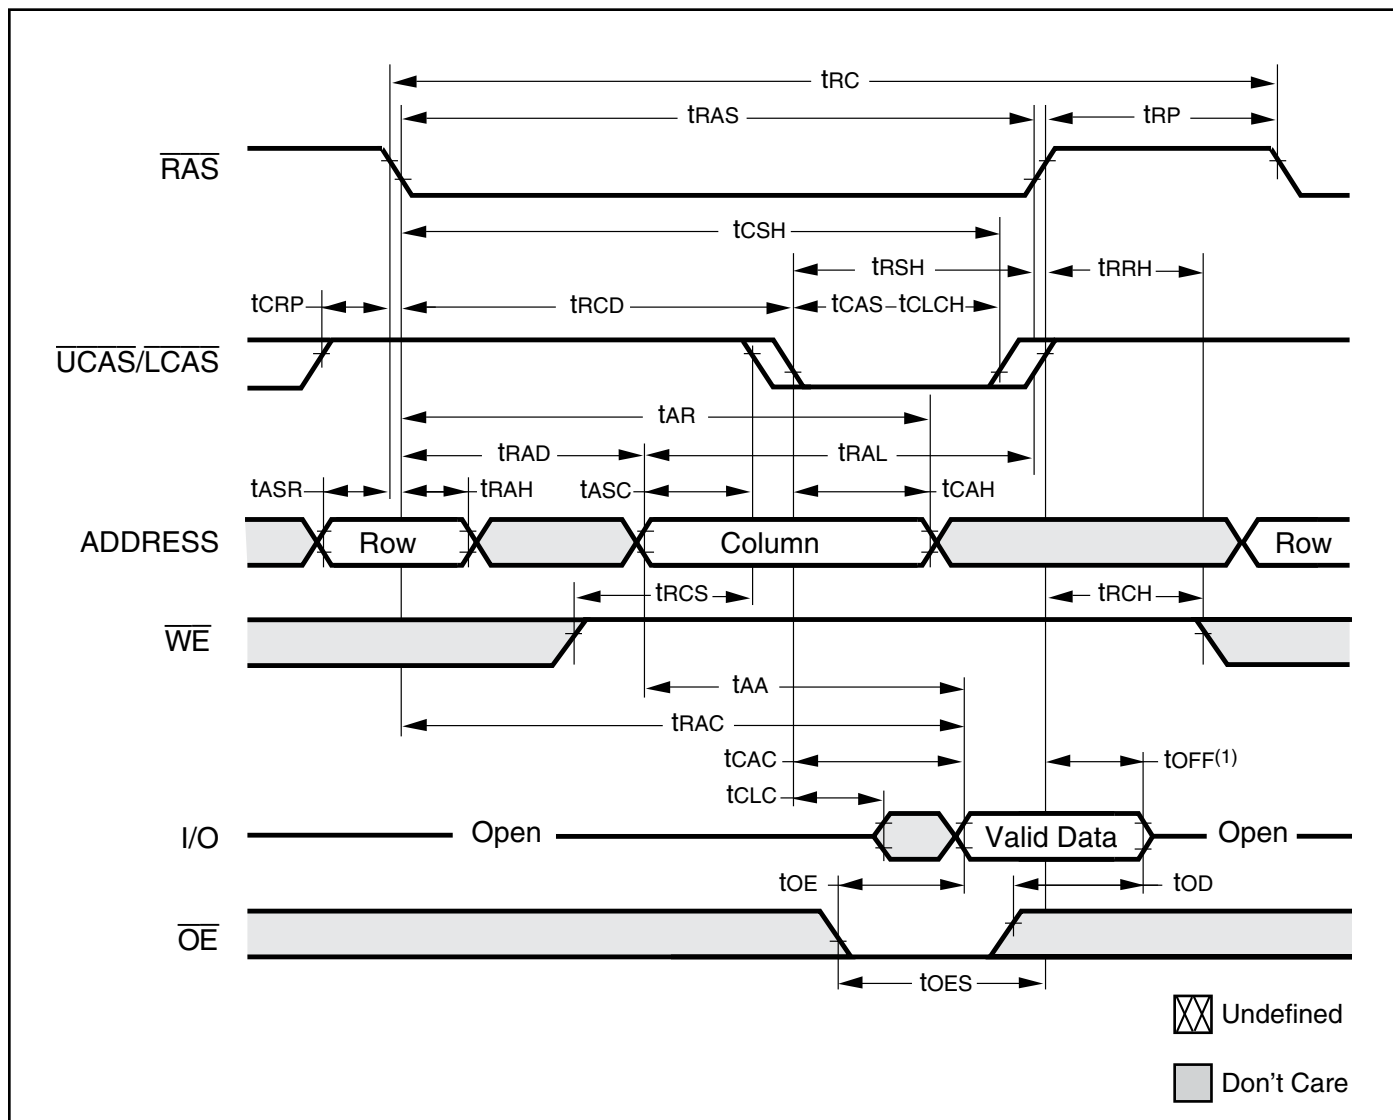 tRC
tRAS
tRP
RAS
tCSH
tRSH
tRRH
tCRP
tRCD
tCAS
tCLCH
UCAS/LCAS
tAR
tRAD
tRAL
tASR
tRAH
tASC
tCAH
ADDRESS
Row
Column
Row
tRCS
tRCH
WE
tAA
tRAC
tCAC
tOFF(1)
tCLC
I/O
Open
Valid Data
Open
tOE
tOD
OE
tOES
Undefined
Don't Care